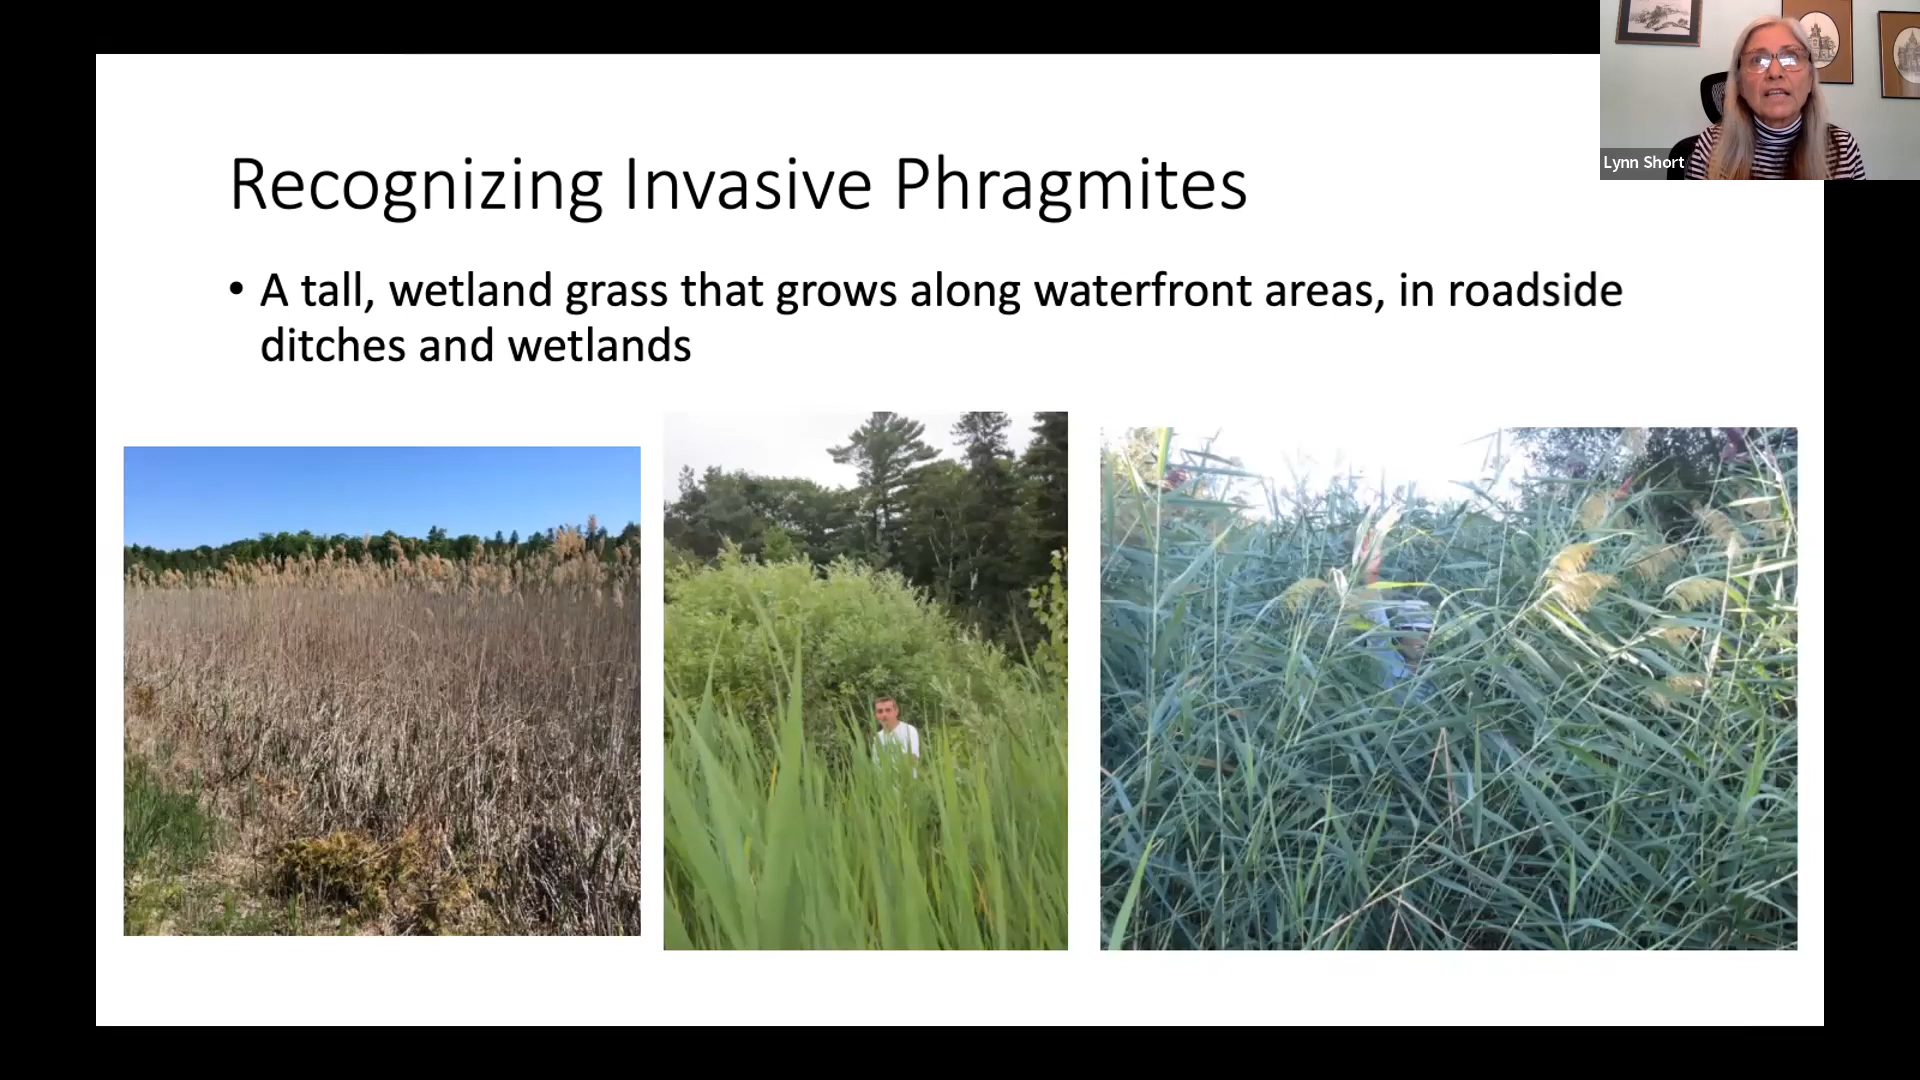 Lynn Short
Recognizing Invasive Phragmites
• A tall, wetland grass that grows along waterfront areas, in roadside
ditches and wetlands